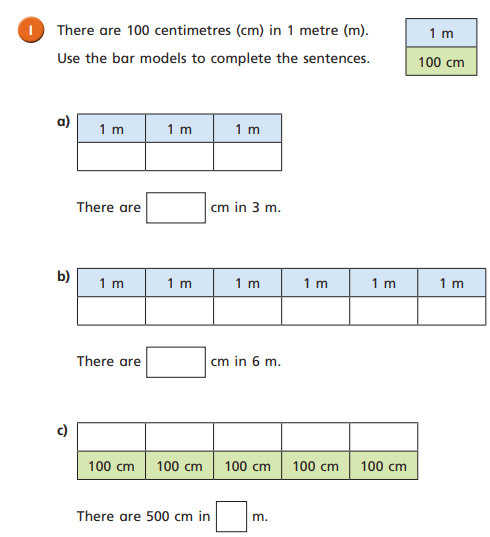 1 There are 100 centimetres (cm) in 1 metre (m).
Use the bar models to complete the sentences.
1 m
100 cm
a) 1 m 1 m 1 m
There are cm in 3 m.
b) 1 m 1 m 1 m 1 m 1 m 1 m
There are cm in 6 m.
c)
100 cm 100 cm 100 cm 100 cm 100 cm
There are 500 cm in m.